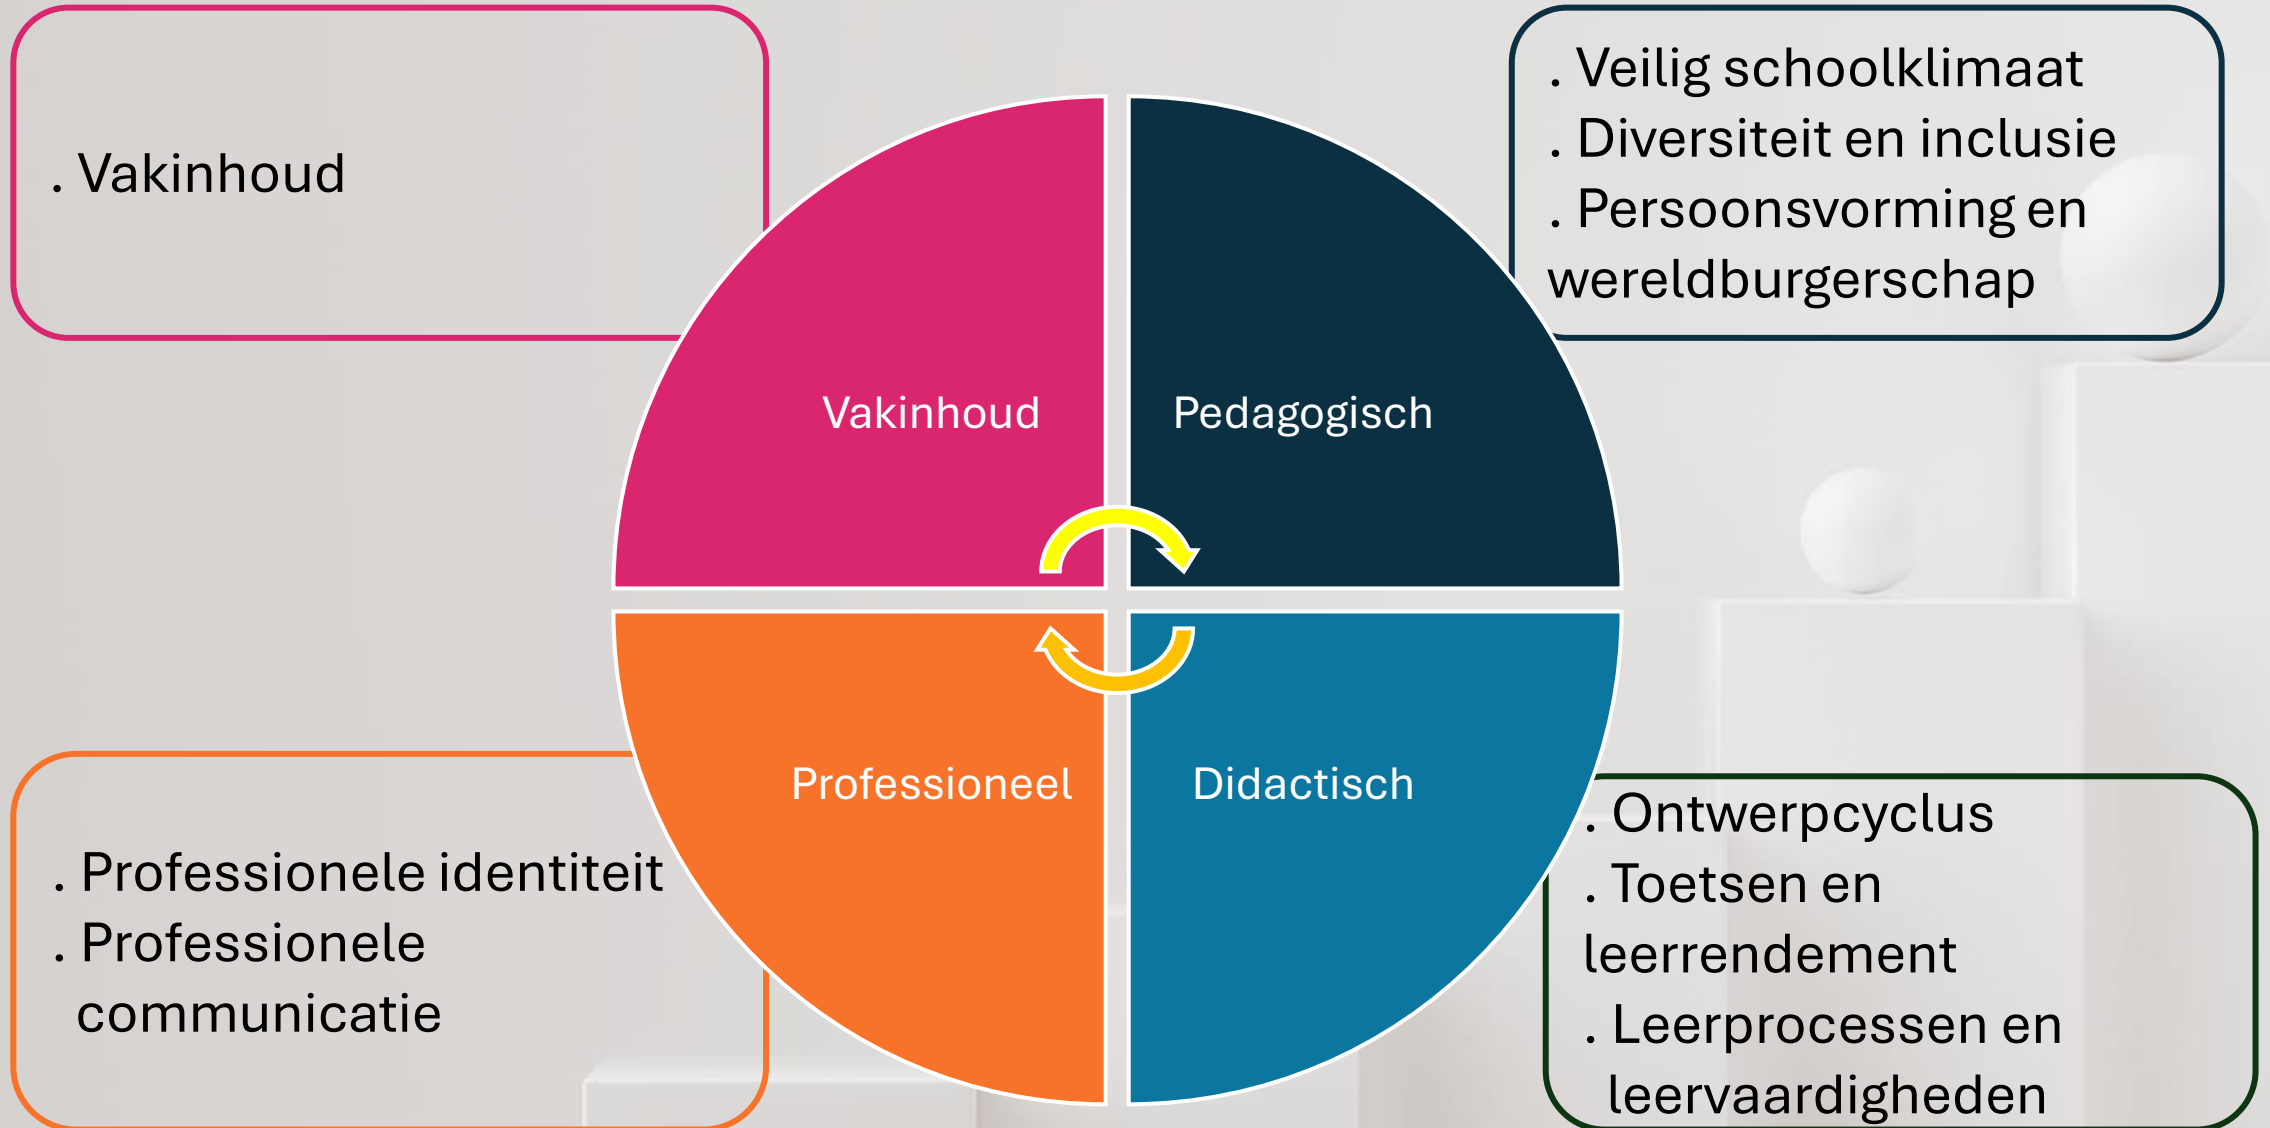 . Vakinhoud
. Veilig schoolklimaat
. Diversiteit en inclusie
. Persoonsvorming en
wereldburgerschap
Vakinhoud
Pedagogisch
Professioneel
Didactisch
. Professionele identiteit
. Professionele
communicatie
. Ontwerpcyclus
. Toetsen en
leerrendement
. Leerprocessen en
leervaardigheden